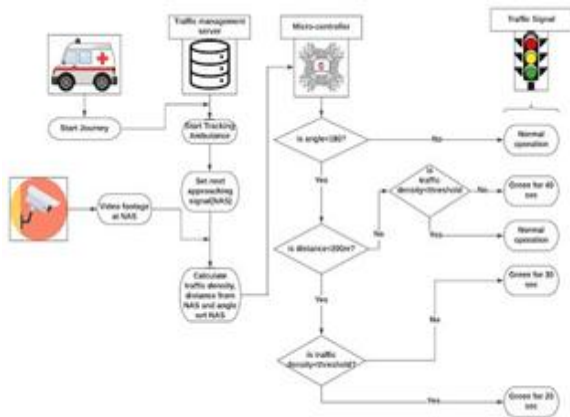 Traffic management
server
Micro-controller
Traffic Signal
Start Journey
Start Tracking
Ambulance
Is angle<180?
No
Normal
operation
Set next
approaching
signal(NAS)
Yes
Is
traffic
density<threshold
No
Green for 40
sec
Video footage
at NAS
is distance<200m?
No
Yes
Normal
operation
Calculate
traffic density,
distance from
NAS and angle
Yes
No
Green for 30
sec
Is traffic
density<threshold?
Yes
Green for 20
sec